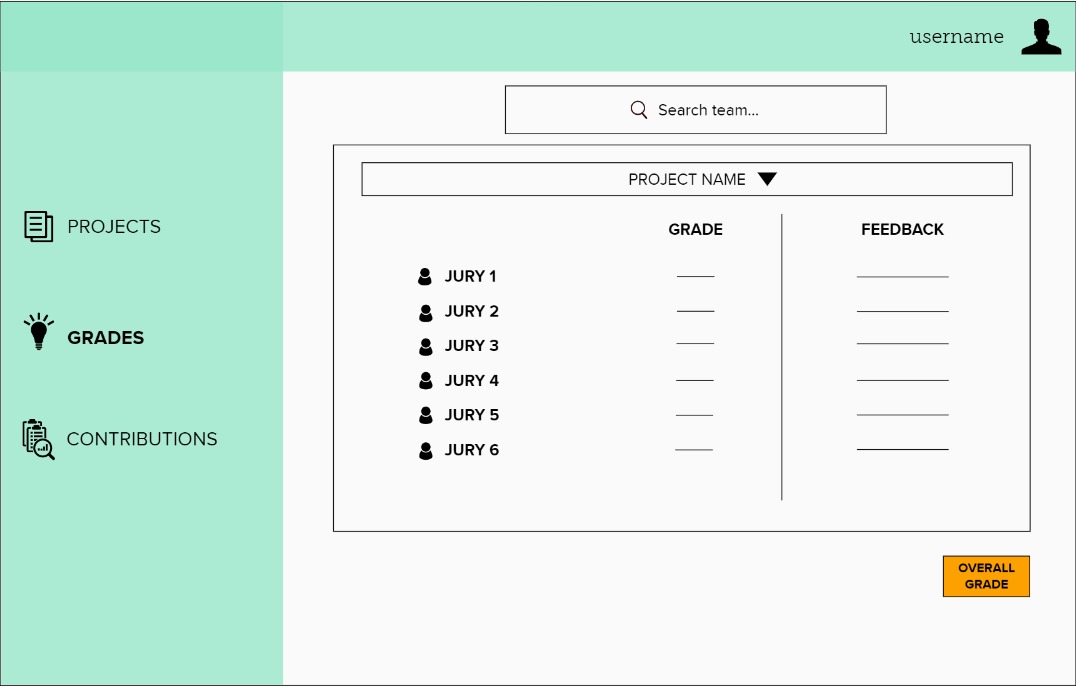 username
Search team...
PROJECT NAME
PROJECTS
GRADES
CONTRIBUTIONS
GRADE FEEDBACK
JURY 1
JURY 2
JURY 3
JURY 4
JURY 5
JURY 6
OVERALL
GRADE